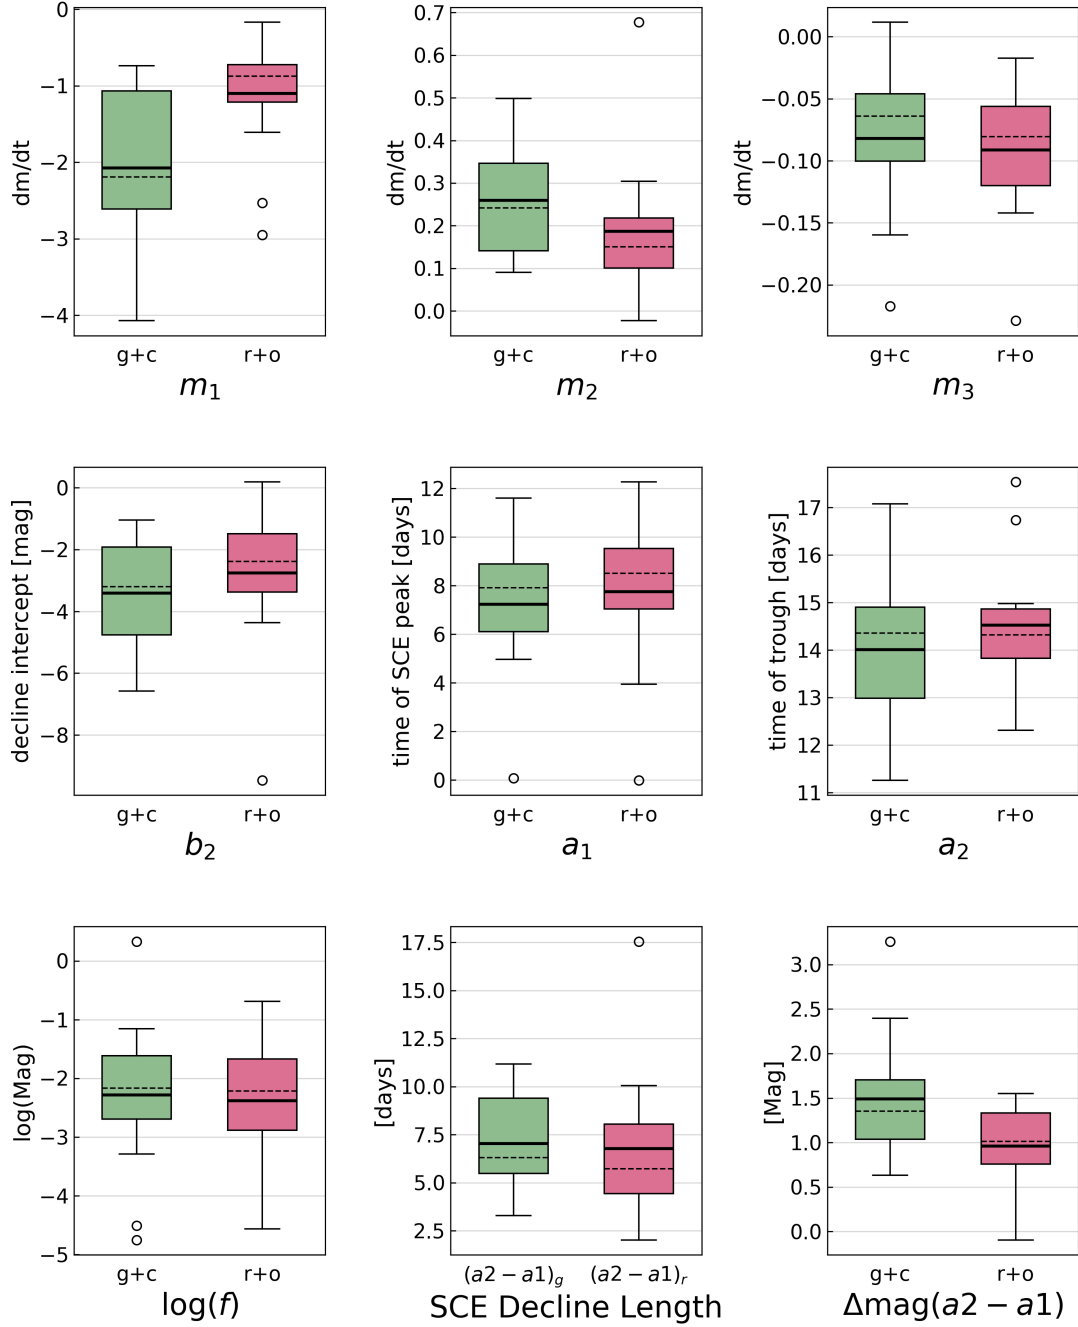 0
−1
−2
−3
−4
dm/dt
g+c
r+o
m₁
0.7
0.6
0.5
0.4
0.3
0.2
0.1
0.0
dm/dt
g+c
r+o
m₂
0.00
−0.05
−0.10
−0.15
−0.20
dm/dt
g+c
r+o
m₃
0
−2
−4
−6
−8
decline intercept [mag]
g+c
r+o
b₂
12
10
8
6
4
2
0
time of SCE peak [days]
g+c
r+o
a₁
17
16
15
14
13
12
11
time of trough [days]
g+c
r+o
a₂
0
−1
−2
−3
−4
−5
log(Mag)
g+c
r+o
log(f)
17.5
15.0
12.5
10.0
7.5
5.0
2.5
[days]
(a2 − a1)g
(a2 − a1)r
SCE Decline Length
3.0
2.5
2.0
1.5
1.0
0.5
0.0
[Mag]
g+c
r+o
Δmag(a2 − a1)